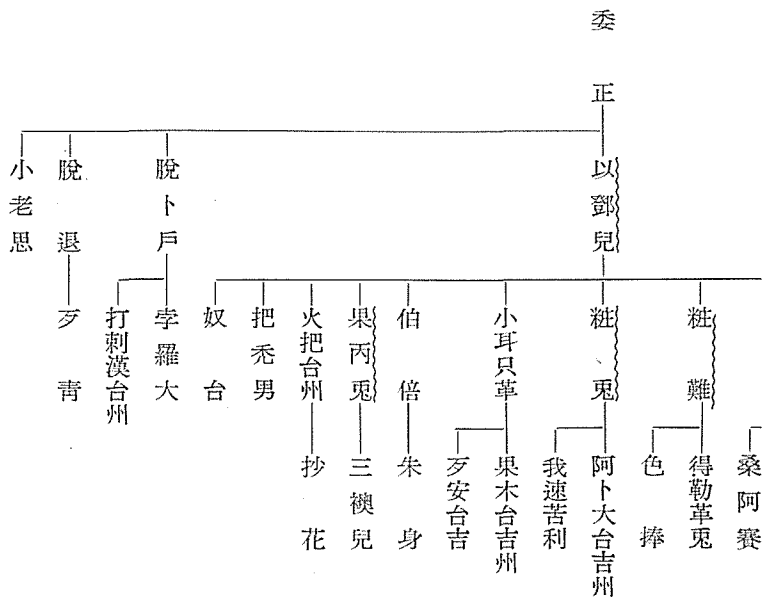 委正
以鄧兒
脫卜戶
脫退
小老思
粧難
粧、兎
小耳只革
伯倍
果丙兎
火把台州
把禿男
奴台
孛羅大
打刺漢台州
歹靑
桑阿賽
得勒革兎
色捧
阿卜大台吉州
我速苦利
果木台吉州
歹安台吉
朱身
三襖兒
抄花